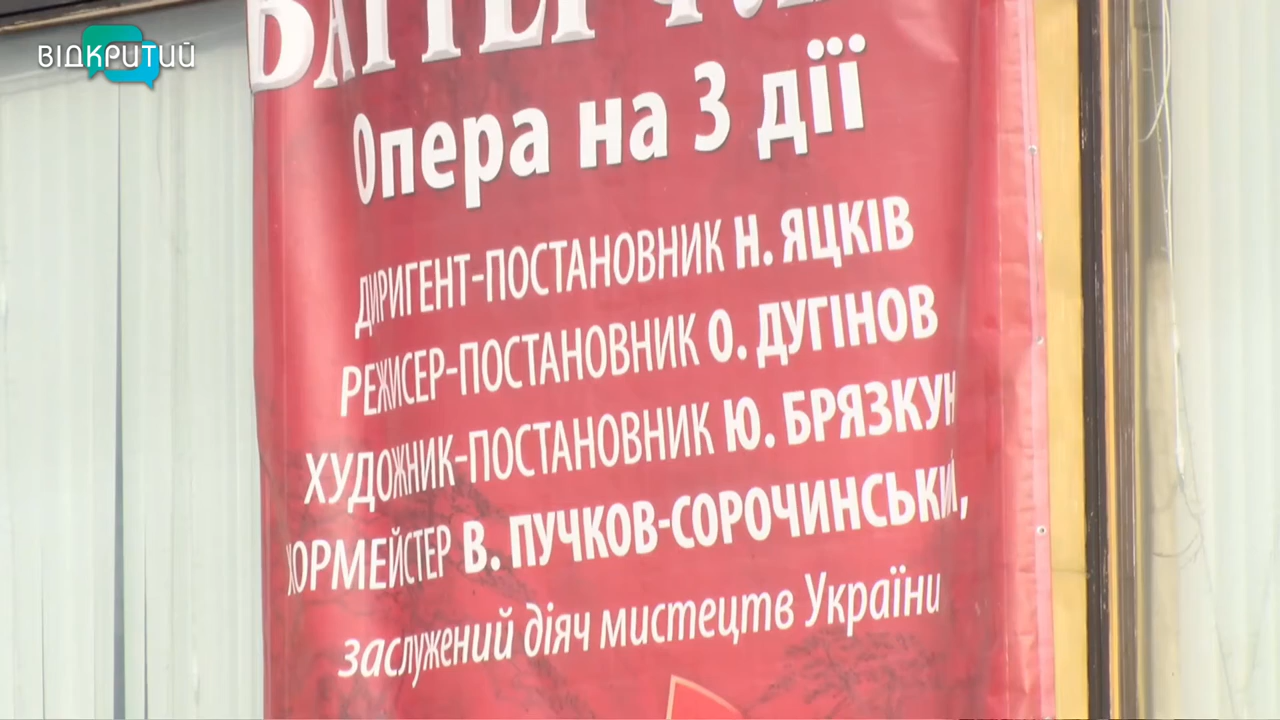 ВІДКРИТИЙ
Опера на 3 дії
ДИРИГЕНТ-ПОСТАНОВНИК Н. ЯЦКІВ
РЕЖИСЕР-ПОСТАНОВНИК О. ДУГІНОВ
ХУДОЖНИК-ПОСТАНОВНИК Ю. БРЯЗКУН
ХОРМЕЙСТЕР В. ПУЧКОВ-СОРОЧИНСЬКИЙ,
заслужений діяч мистецтв України